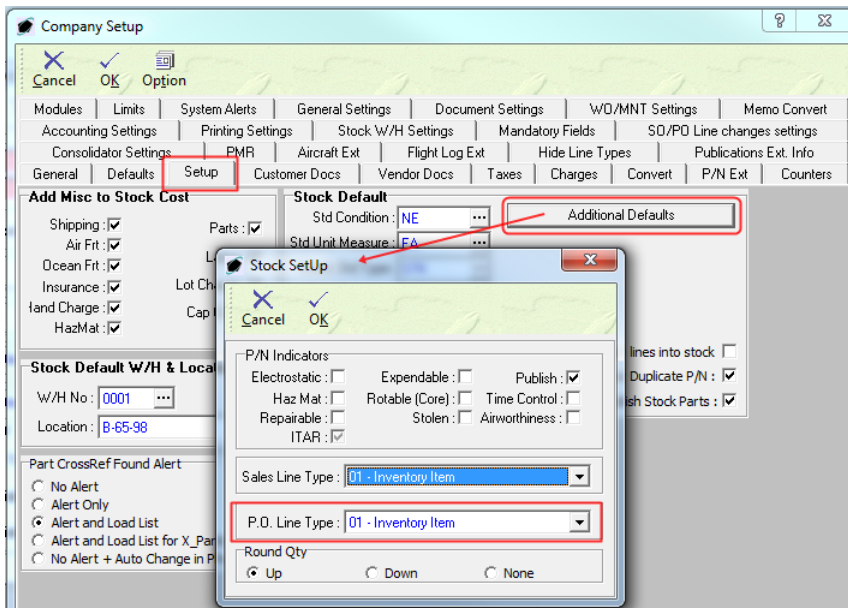 Company Setup
Cancel OK Option
Modules Limits System Alerts General Settings Document Settings WO/MNT Settings Memo Convert
Accounting Settings Printing Settings Stock W/H Settings Mandatory Fields SO/PO Line changes settings
Consolidator Settings PMR Aircraft Ext Flight Log Ext Hide Line Types Publications Ext. Info
General Defaults Setup Customer Docs Vendor Docs Taxes Charges Convert P/N Ext Counters
Add Misc to Stock Cost
Shipping : Parts :
Air Frt :
Ocean Frt :
Insurance : Lot Ch
Hand Charge : Cap
HazMat :
Stock Default
Std Condition : NE ... Additional Defaults
Std Unit Measure : EA ...
lines into stock
Duplicate P/N :
ish Stock Parts :
Stock Default W/H & Loca
W/H No : 0001 ...
Location : B-65-98
Part CrossRef Found Alert
No Alert
Alert Only
Alert and Load List
Alert and Load List for X_Par
No Alert + Auto Change in P
Stock SetUp
Cancel OK
P/N Indicators
Electrostatic : Expendable : Publish :
Haz Mat : Rotable (Core) : Time Control :
Repairable : Stolen : Airworthiness :
ITAR :
Sales Line Type : 01 - Inventory Item
P.O. Line Type : 01 - Inventory Item
Round Qty
Up Down None